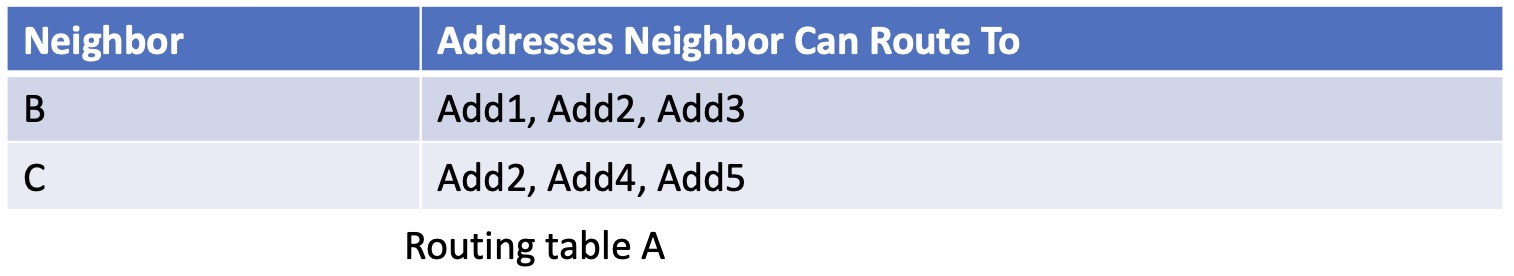 Neighbor Addresses Neighbor Can Route To
B Add1, Add2, Add3
C Add2, Add4, Add5
Routing table A